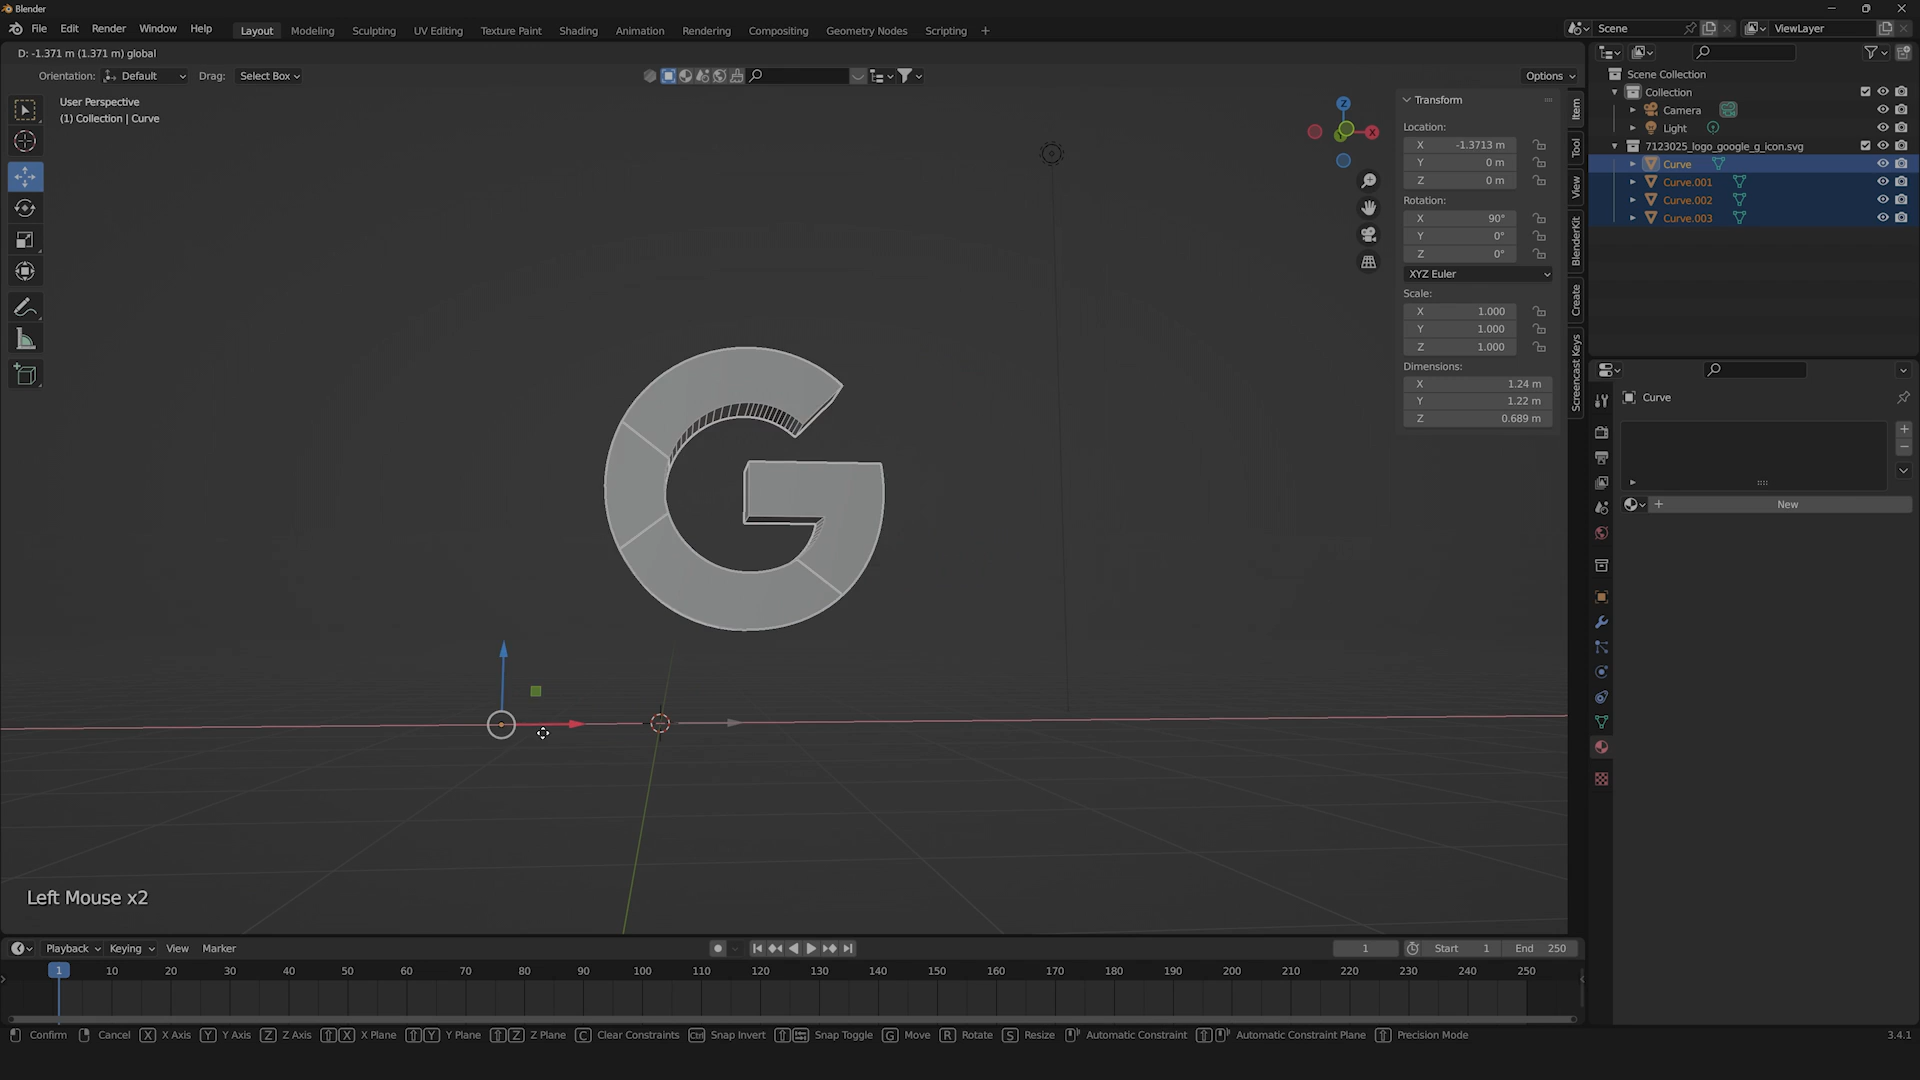 Blender
File Edit Render Window Help Layout Modeling Sculpting UV Editing Texture Paint Shading Animation Rendering Compositing Geometry Nodes Scripting + Scene ViewLayer
D: -1.371 m (1.371 m) global
Orientation: Default Drag: Select Box Options
User Perspective
(1) Collection | Curve
Z
X
Y
Transform
Location:
X -1.3713 m
Y 0 m
Z 0 m
Rotation:
X 90°
Y 0°
Z 0°
XYZ Euler
Scale:
X 1.000
Y 1.000
Z 1.000
Dimensions:
X 1.24 m
Y 1.22 m
Z 0.689 m
Item
Tool
View
BlenderKit
Create
Screencast Keys
Scene Collection
Collection
Camera
Light
7123025_logo_google_g_icon.svg
Curve
Curve.001
Curve.002
Curve.003
Curve
New
G
Left Mouse x2
Playback Keying View Marker 1 Start 1 End 250
1 10 20 30 40 50 60 70 80 90 100 110 120 130 140 150 160 170 180 190 200 210 220 230 240 250
Confirm Cancel X X Axis Y Y Axis Z Z Axis X X Plane Y Y Plane Z Z Plane C Clear Constraints Ctrl Snap Invert Snap Toggle G Move R Rotate S Resize Automatic Constraint Automatic Constraint Plane Precision Mode 3.4.1